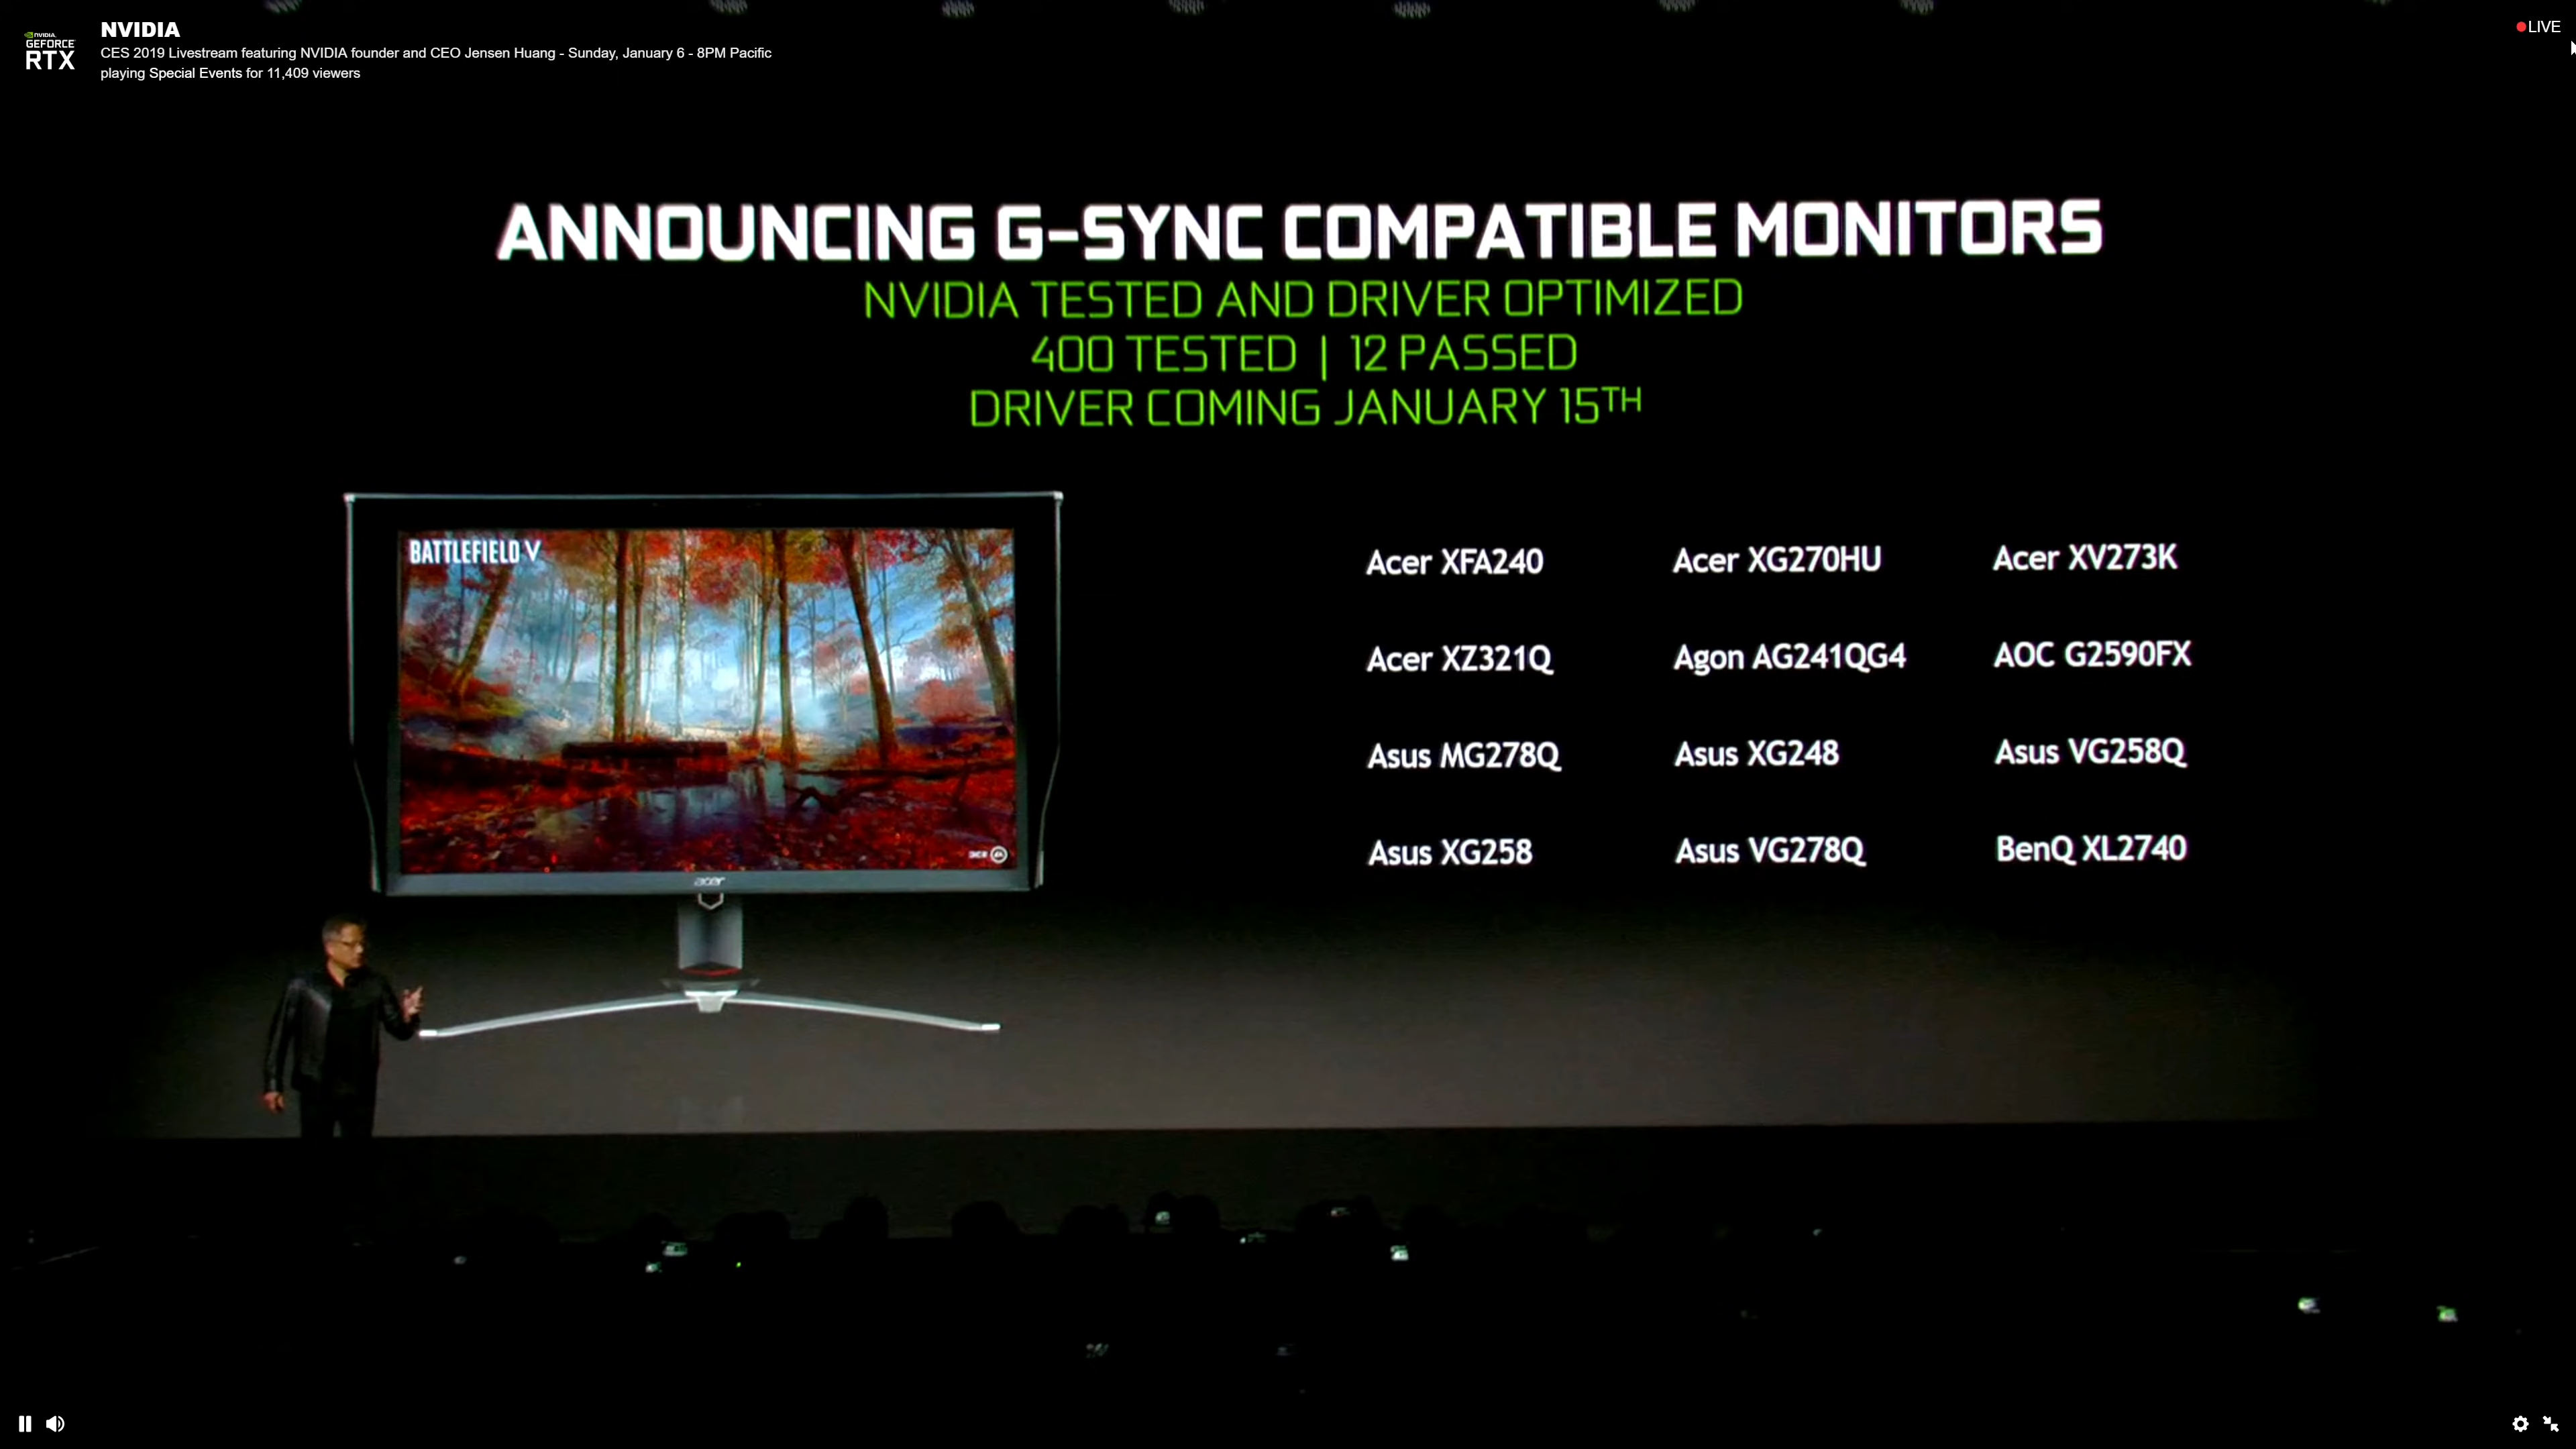 NVIDIA
NVIDIA.
GEFORCE
RTX
CES 2019 Livestream featuring NVIDIA founder and CEO Jensen Huang - Sunday, January 6 - 8PM Pacific
playing Special Events for 11,409 viewers
LIVE
ANNOUNCING G-SYNC COMPATIBLE MONITORS
NVIDIA TESTED AND DRIVER OPTIMIZED
400 TESTED | 12 PASSED
DRIVER COMING JANUARY 15TH
BATTLEFIELD V
Acer XFA240 Acer XG270HU Acer XV273K
Acer XZ321Q Agon AG241QG4 AOC G2590FX
Asus MG278Q Asus XG248 Asus VG258Q
Asus XG258 Asus VG278Q BenQ XL2740
EA
acer